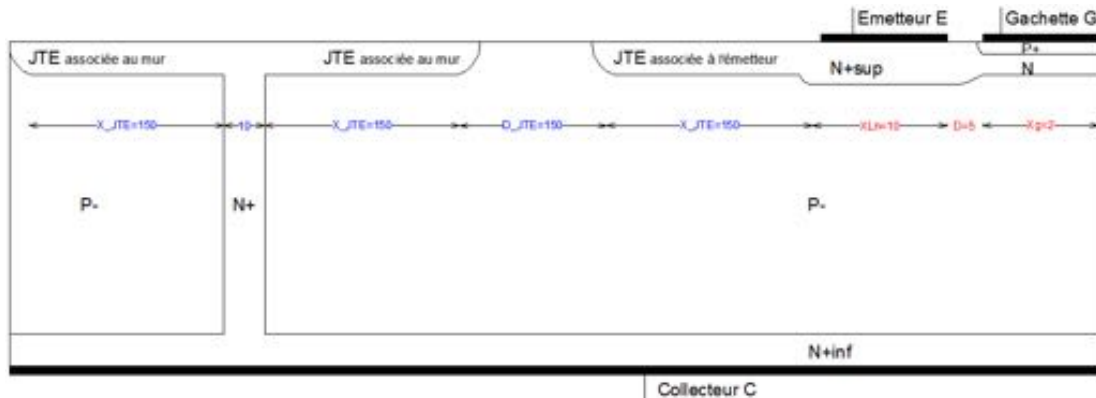 Emetteur E
Gachette G
JTE associée au mur
JTE associée au mur
JTE associée à l'émetteur
N+sup
P+
N
X_JTE=150
10
X_JTE=150
D_JTE=150
X_JTE=150
XLn=10
D=5
Xg=2
P-
N+
P-
N+inf
Collecteur C